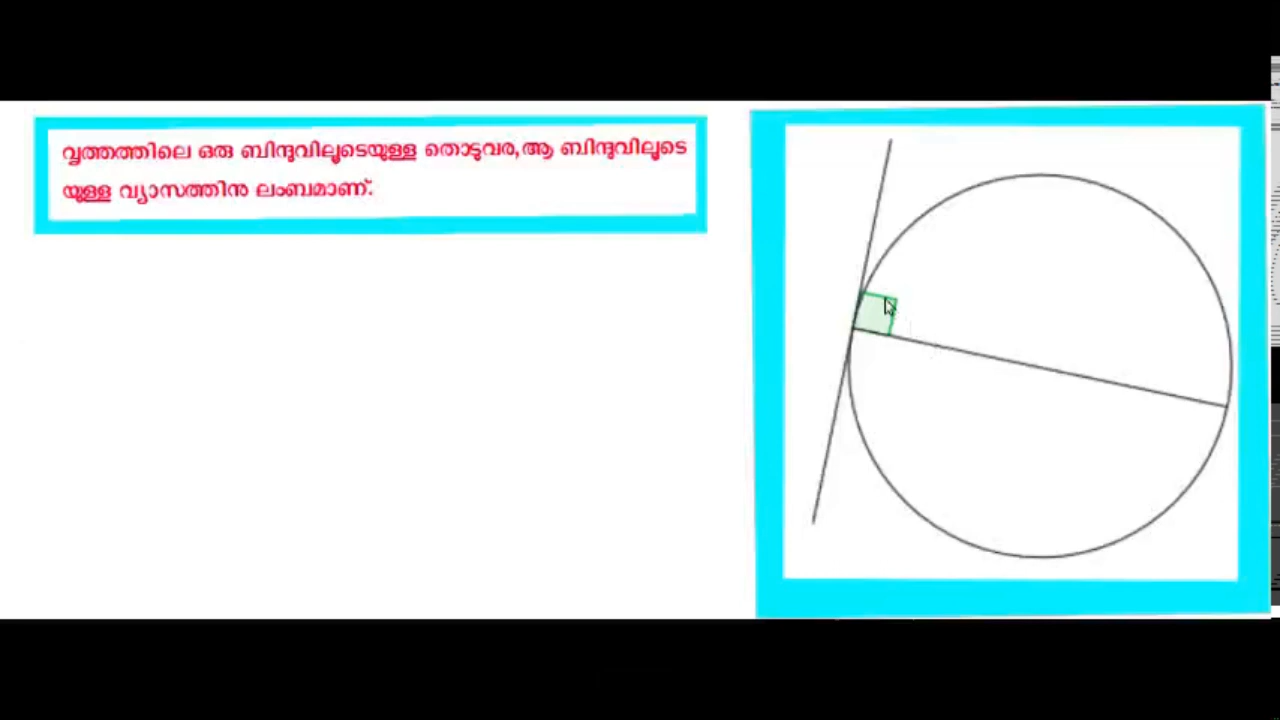 വൃത്തത്തിലെ ഒരു ബിന്ദുവിലൂടെയുള്ള തൊടുവര,ആ ബിന്ദുവിലൂടെ
യുള്ള വ്യാസത്തിനു ലംബമാണ്.